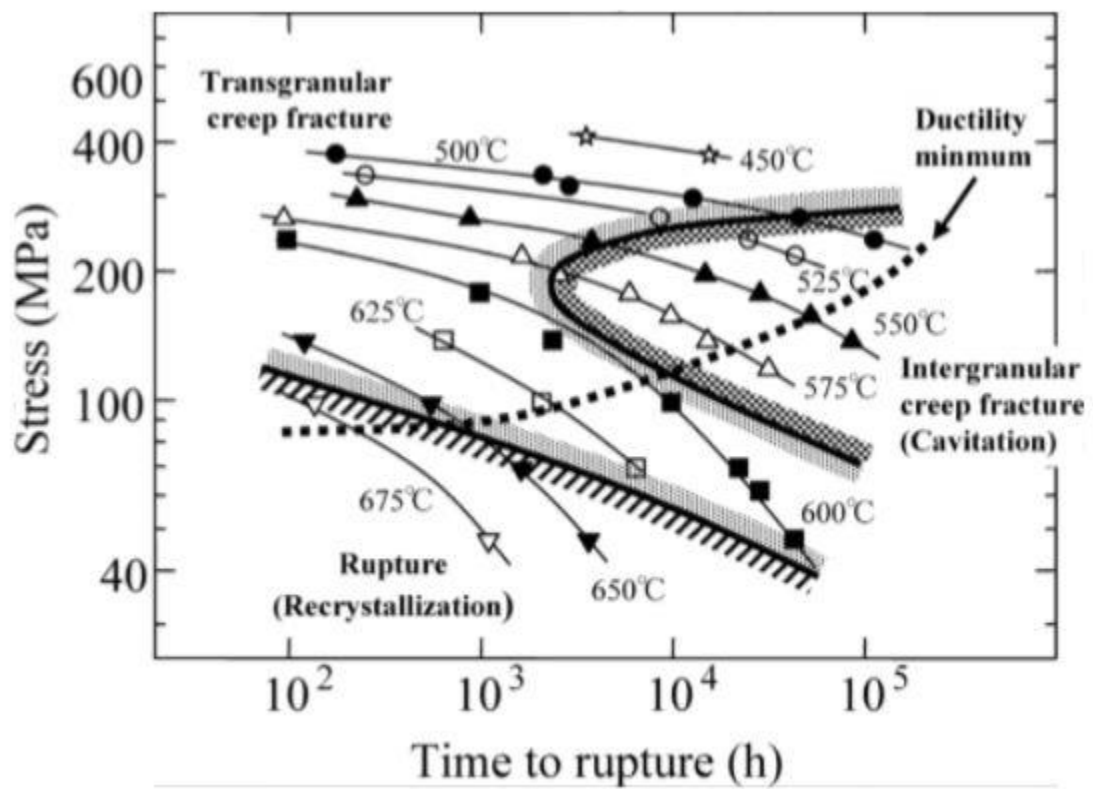 Transgranular
creep fracture
Ductility
minmum
500℃
450℃
525℃
550℃
625℃
575℃
Intergranular
creep fracture
(Cavitation)
600℃
675℃
650℃
Rupture
(Recrystallization)
Stress (MPa)
600
400
200
100
40
10²
10³
10⁴
10⁵
Time to rupture (h)